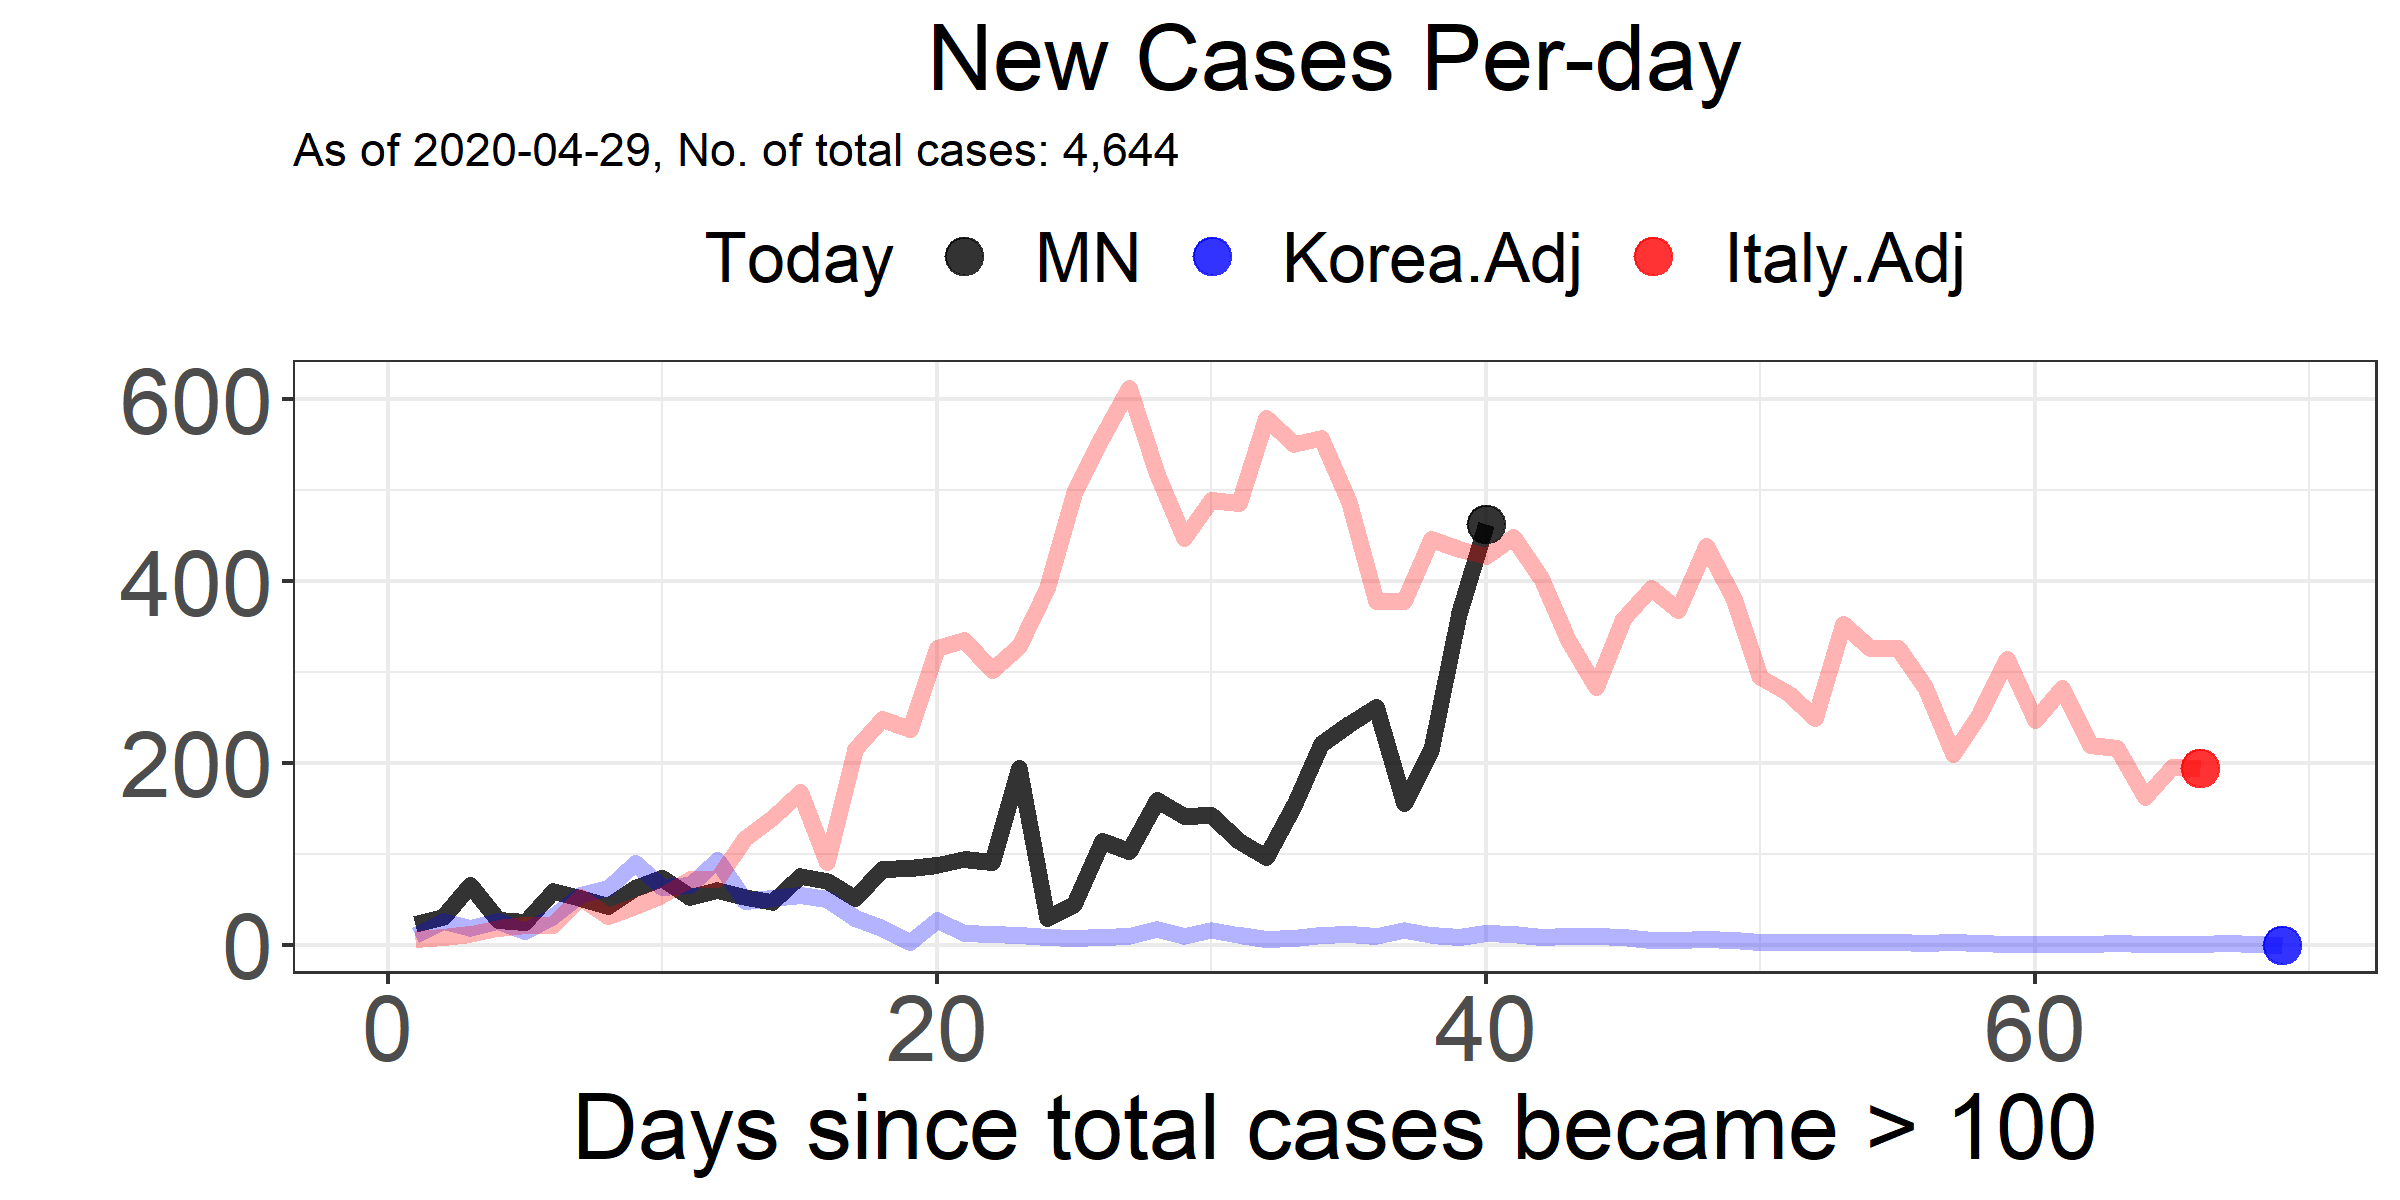 New Cases Per-day
As of 2020-04-29, No. of total cases: 4,644
Today MN Korea.Adj Italy.Adj
600
400
200
0
0 20 40 60
Days since total cases became > 100